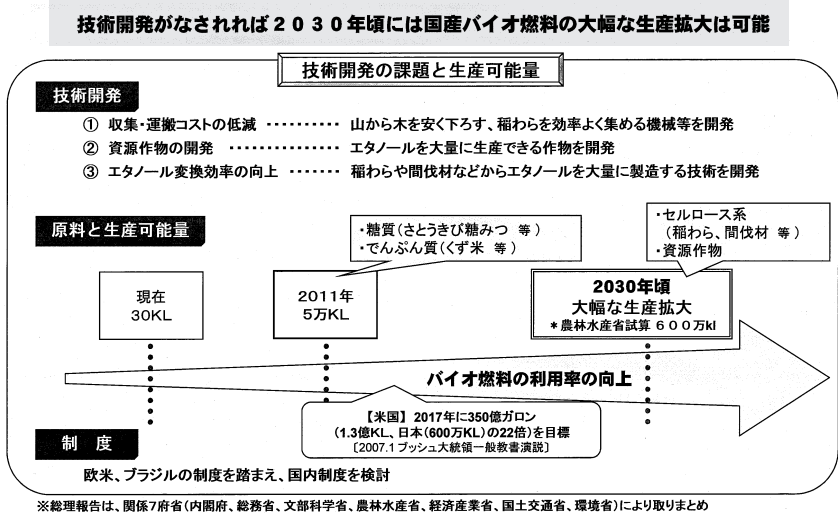 技術開発がなされれば２０３０年頃には国産バイオ燃料の大幅な生産拡大は可能
技術開発の課題と生産可能量
技術開発
① 収集・運搬コストの低減 ・・・・・・・・・・ 山から木を安く下ろす、稲わらを効率よく集める機械等を開発
② 資源作物の開発 ・・・・・・・・・・・・・・・ エタノールを大量に生産できる作物を開発
③ エタノール変換効率の向上 ・・・・・・・ 稲わらや間伐材などからエタノールを大量に製造する技術を開発
原料と生産可能量
・糖質（さとうきび糖みつ 等）
・でんぷん質（くず米 等）
・セルロース系
（稲わら、間伐材 等）
・資源作物
現在
30KL
2011年
5万KL
2030年頃
大幅な生産拡大
＊農林水産省試算 ６００万kl
バイオ燃料の利用率の向上
【米国】 2017年に350億ガロン
（1.3億KL、日本（600万KL）の22倍）を目標
〔2007.1 ブッシュ大統領一般教書演説〕
制 度
欧米、ブラジルの制度を踏まえ、国内制度を検討
※総理報告は、関係７府省（内閣府、総務省、文部科学省、農林水産省、経済産業省、国土交通省、環境省）により取りまとめ